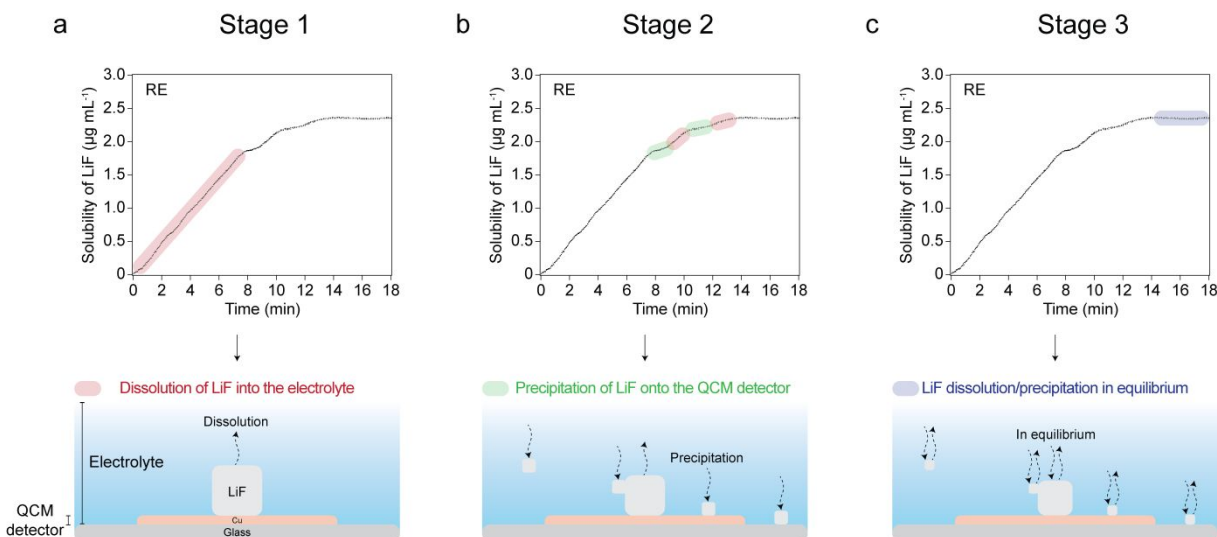 a
Stage 1
b
Stage 2
c
Stage 3
RE
Solubility of LiF (µg mL⁻¹)
3.0
2.5
2.0
1.5
1.0
0.5
0
0 2 4 6 8 10 12 14 16 18
Time (min)
RE
Solubility of LiF (µg mL⁻¹)
3.0
2.5
2.0
1.5
1.0
0.5
0
0 2 4 6 8 10 12 14 16 18
Time (min)
RE
Solubility of LiF (µg mL⁻¹)
3.0
2.5
2.0
1.5
1.0
0.5
0
0 2 4 6 8 10 12 14 16 18
Time (min)
Dissolution of LiF into the electrolyte
Dissolution
Electrolyte
LiF
QCM
detector
Cu
Glass
Precipitation of LiF onto the QCM detector
Precipitation
LiF dissolution/precipitation in equilibrium
In equilibrium